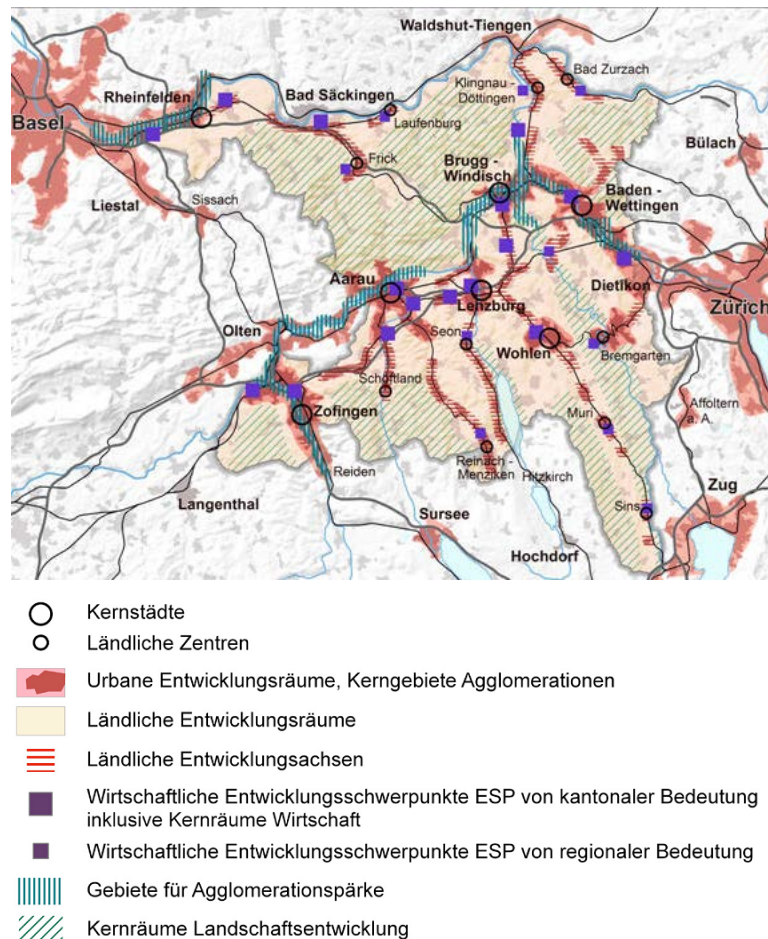 Waldshut-Tiengen
Bad Zurzach
Klingnau -
Döttingen
Rheinfelden
Bad Säckingen
Basel
Laufenburg
Bülach
Frick
Brugg -
Windisch
Baden -
Wettingen
Liestal
Sissach
Aarau
Dietikon
Zürich
Lenzburg
Olten
Seon
Wohlen
Bremgarten
Schöftland
Affoltern
a. A.
Zofingen
Muri
Reinach -
Menziken
Hitzkirch
Reiden
Zug
Langenthal
Sins
Sursee
Hochdorf
Kernstädte
Ländliche Zentren
Urbane Entwicklungsräume, Kerngebiete Agglomerationen
Ländliche Entwicklungsräume
Ländliche Entwicklungsachsen
Wirtschaftliche Entwicklungsschwerpunkte ESP von kantonaler Bedeutung
inklusive Kernräume Wirtschaft
Wirtschaftliche Entwicklungsschwerpunkte ESP von regionaler Bedeutung
Gebiete für Agglomerationspärke
Kernräume Landschaftsentwicklung